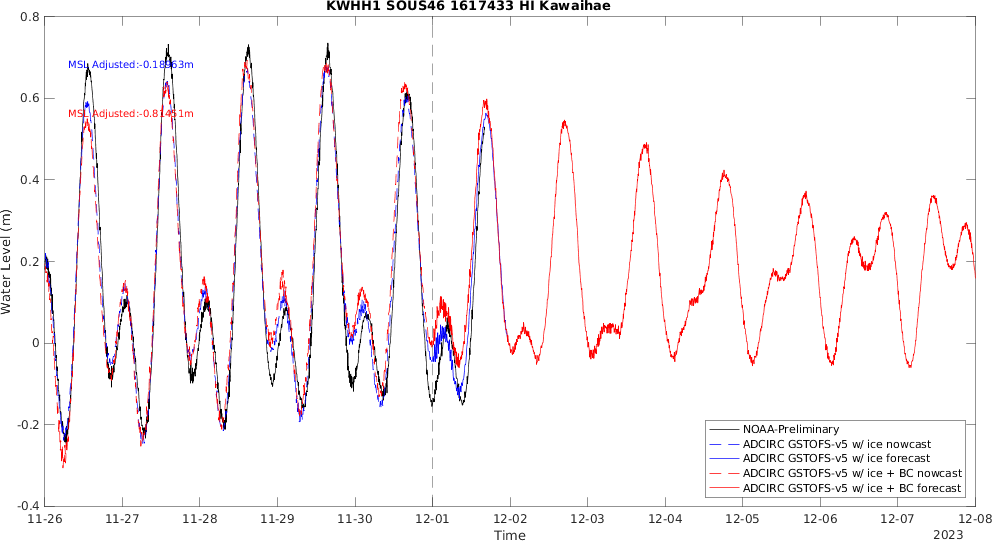 KWHH1 SOUS46 1617433 HI Kawaihae
0.8
0.6
0.4
0.2
0
-0.2
-0.4
Water Level (m)
MSL Adjusted:-0.18963m
MSL Adjusted:-0.81451m
NOAA-Preliminary
ADCIRC GSTOFS-v5 w/ ice nowcast
ADCIRC GSTOFS-v5 w/ ice forecast
ADCIRC GSTOFS-v5 w/ ice + BC nowcast
ADCIRC GSTOFS-v5 w/ ice + BC forecast
11-26 11-27 11-28 11-29 11-30 12-01 12-02 12-03 12-04 12-05 12-06 12-07 12-08
Time
2023